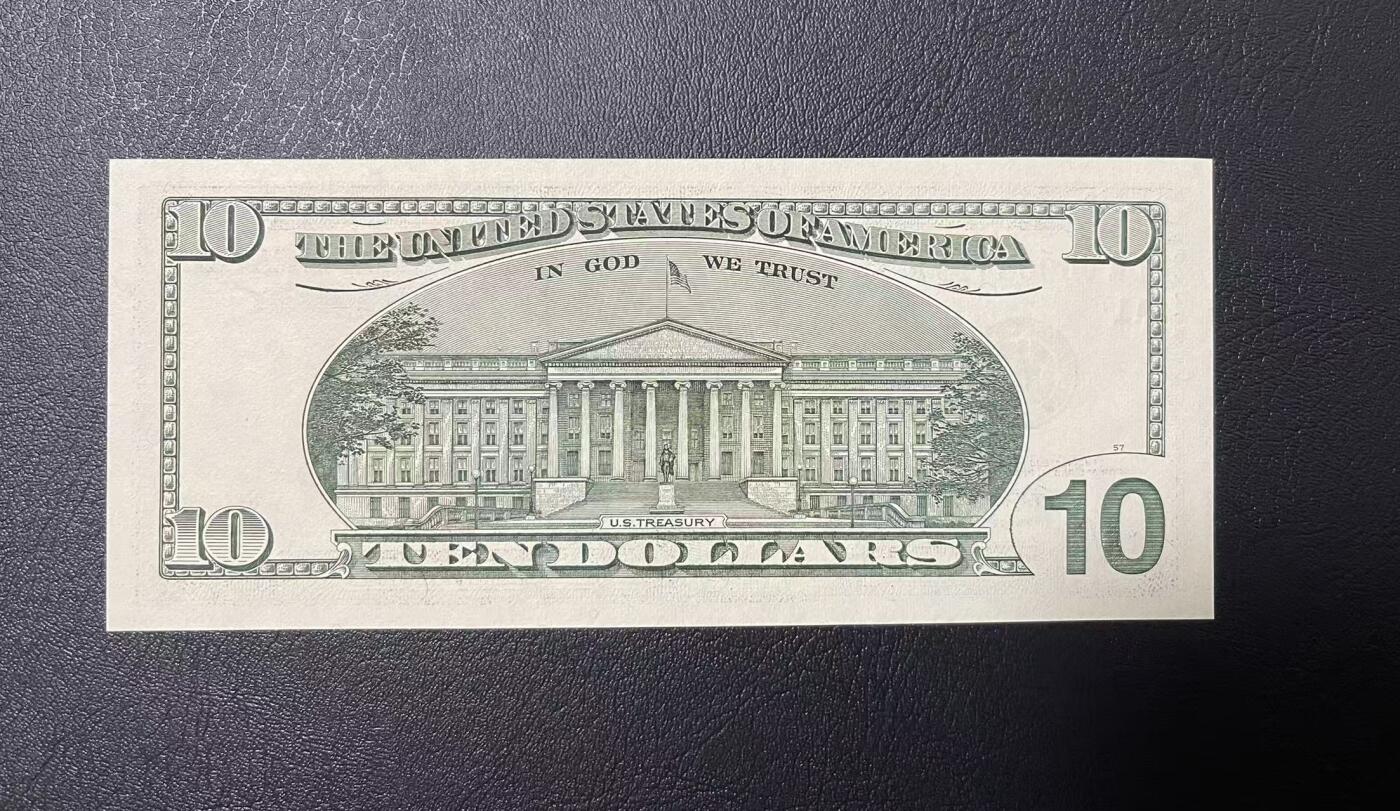 10 10
THE UNITED STATES OF AMERICA
IN GOD WE TRUST
57
U.S. TREASURY
10 TEN DOLLARS 10